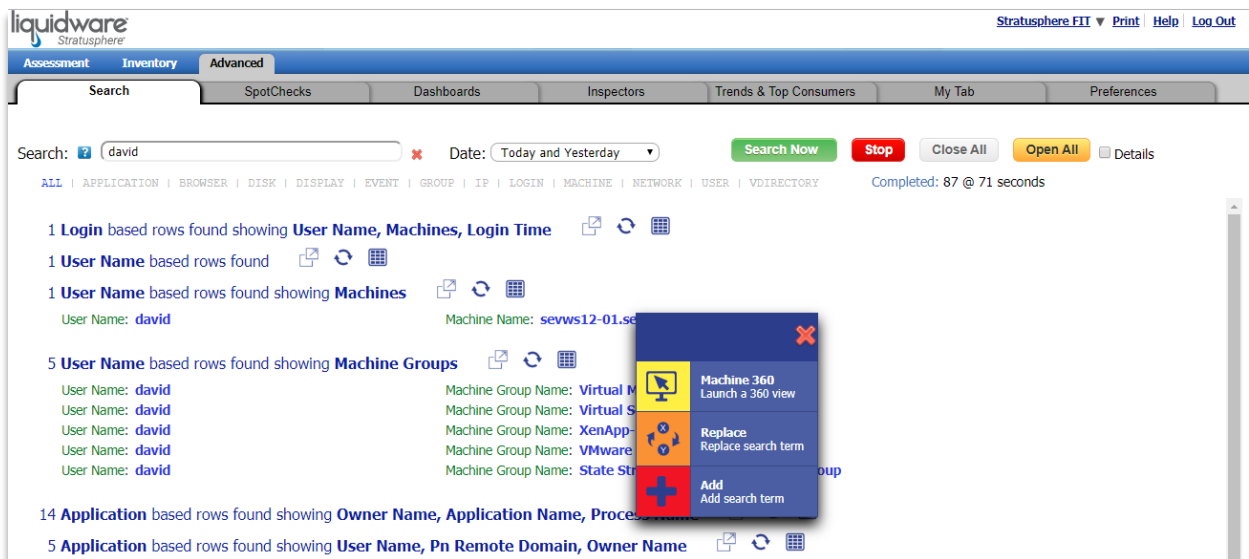 liquidware
Stratusphere
Stratusphere FIT ▼ Print | Help | Log Out
Assessment Inventory Advanced
Search SpotChecks Dashboards Inspectors Trends & Top Consumers My Tab Preferences
Search: ? david Date: Today and Yesterday ▼ Search Now Stop Close All Open All Details
ALL | APPLICATION | BROWSER | DISK | DISPLAY | EVENT | GROUP | IP | LOGIN | MACHINE | NETWORK | USER | VDIRECTORY Completed: 87 @ 71 seconds
1 Login based rows found showing User Name, Machines, Login Time
1 User Name based rows found
1 User Name based rows found showing Machines
User Name: david Machine Name: sevws12-01.se
5 User Name based rows found showing Machine Groups
User Name: david Machine Group Name: Virtual M
User Name: david Machine Group Name: Virtual S
User Name: david Machine Group Name: XenApp-
User Name: david Machine Group Name: VMware
User Name: david Machine Group Name: State Str oup
Machine 360
Launch a 360 view
X
Y
Replace
Replace search term
Add
Add search term
14 Application based rows found showing Owner Name, Application Name, Process Name
5 Application based rows found showing User Name, Pn Remote Domain, Owner Name